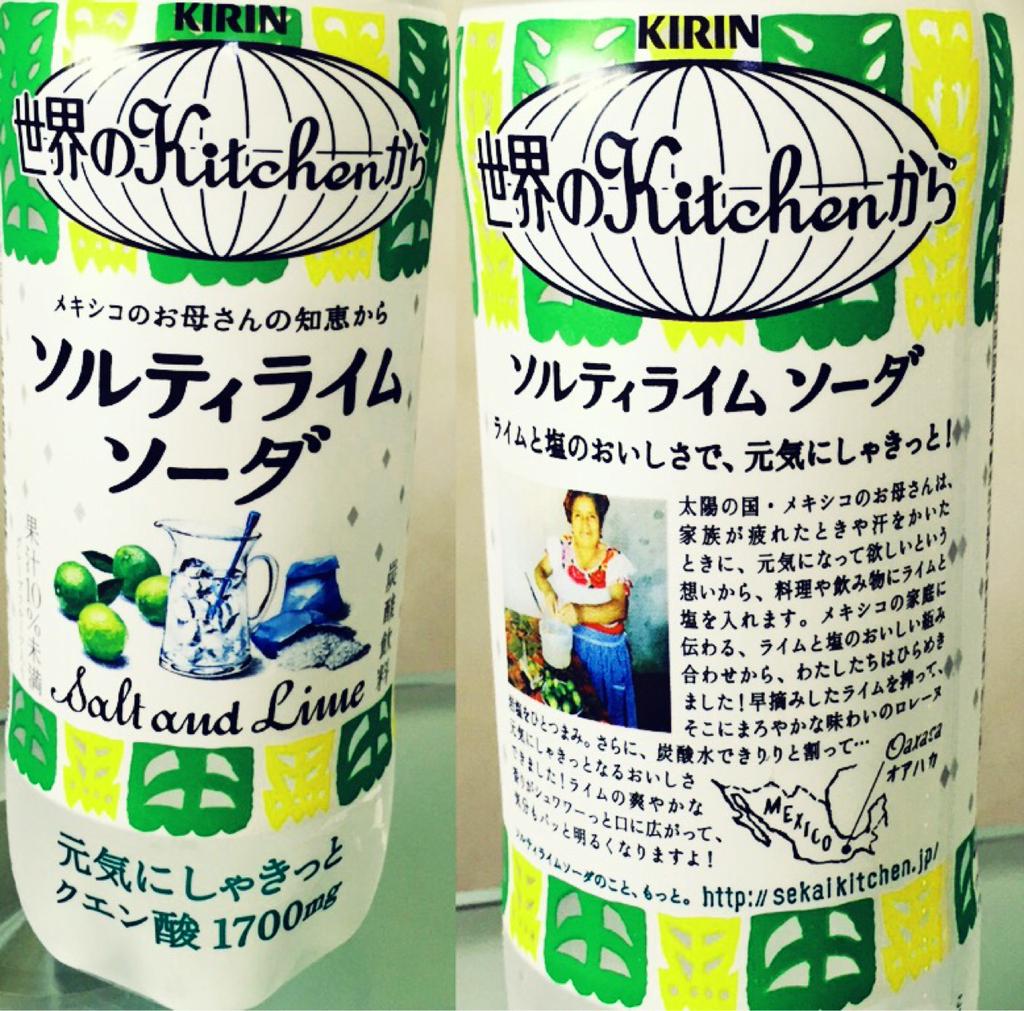 KIRIN
世界のKitchenから
メキシコのお母さんの知恵から
ソルティライム
ソーダ
果汁10%未満
炭酸飲料
Salt and Lime
元気にしゃきっと
クエン酸 1700mg
KIRIN
世界のKitchenから
ソルティライム ソーダ
ライムと塩のおいしさで、元気にしゃきっと!
太陽の国・メキシコのお母さんは、
家族が疲れたときや汗をかいた
ときに、元気になって欲しいという
想いから、料理や飲み物にライムと
塩を入れます。メキシコの家庭に
伝わる、ライムと塩のおいしい組み
合わせから、わたしたちはひらめき
ました!早摘みしたライムを搾って、
そこにまろやかな味わいのロレーヌ
をひとつまみ。さらに、炭酸水できりりと割って…
元気にしゃきっとなるおいしさ
できました!ライムの爽やかな
香りがシュワワーっと口に広がって、
気分もパッと明るくなりますよ!
ソルティライムソーダのこと、もっと。http://sekaikitchen.jp/
Oaxaca
オアハカ
MEXICO